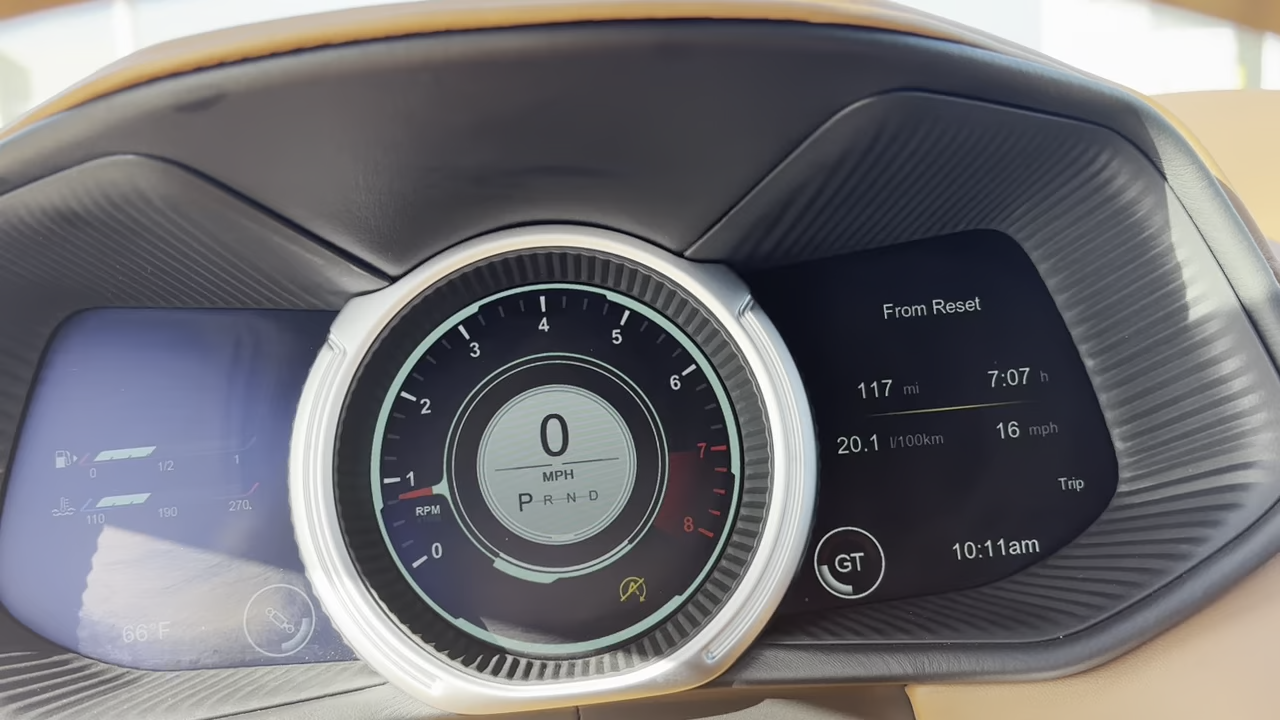 0 1/2 1
110 190 270
66°F
0 1 2 3 4 5 6 7 8
RPM
0
MPH
P R N D
A
From Reset
117 mi 7:07 h
20.1 l/100km 16 mph
Trip
GT 10:11am